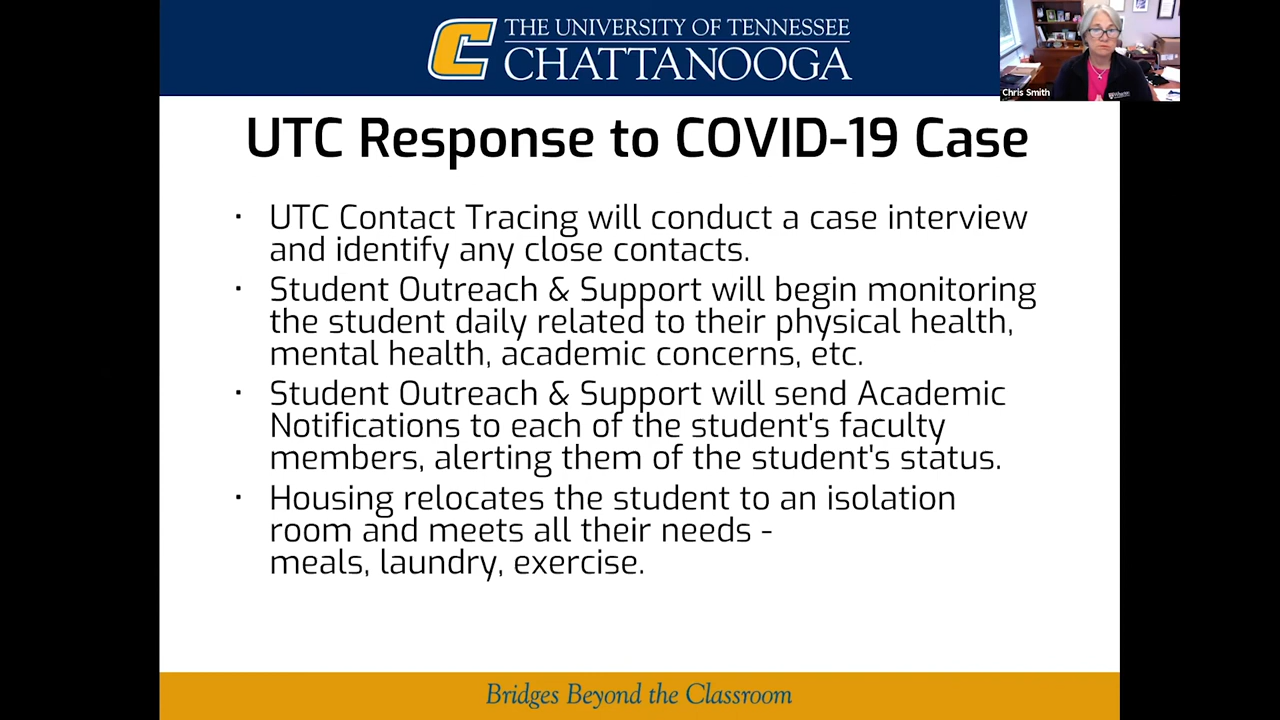 THE UNIVERSITY OF TENNESSEE
CHATTANOOGA
Chris Smith
UTC Response to COVID-19 Case
· UTC Contact Tracing will conduct a case interview
and identify any close contacts.
· Student Outreach & Support will begin monitoring
the student daily related to their physical health,
mental health, academic concerns, etc.
· Student Outreach & Support will send Academic
Notifications to each of the student's faculty
members, alerting them of the student's status.
· Housing relocates the student to an isolation
room and meets all their needs -
meals, laundry, exercise.
Bridges Beyond the Classroom